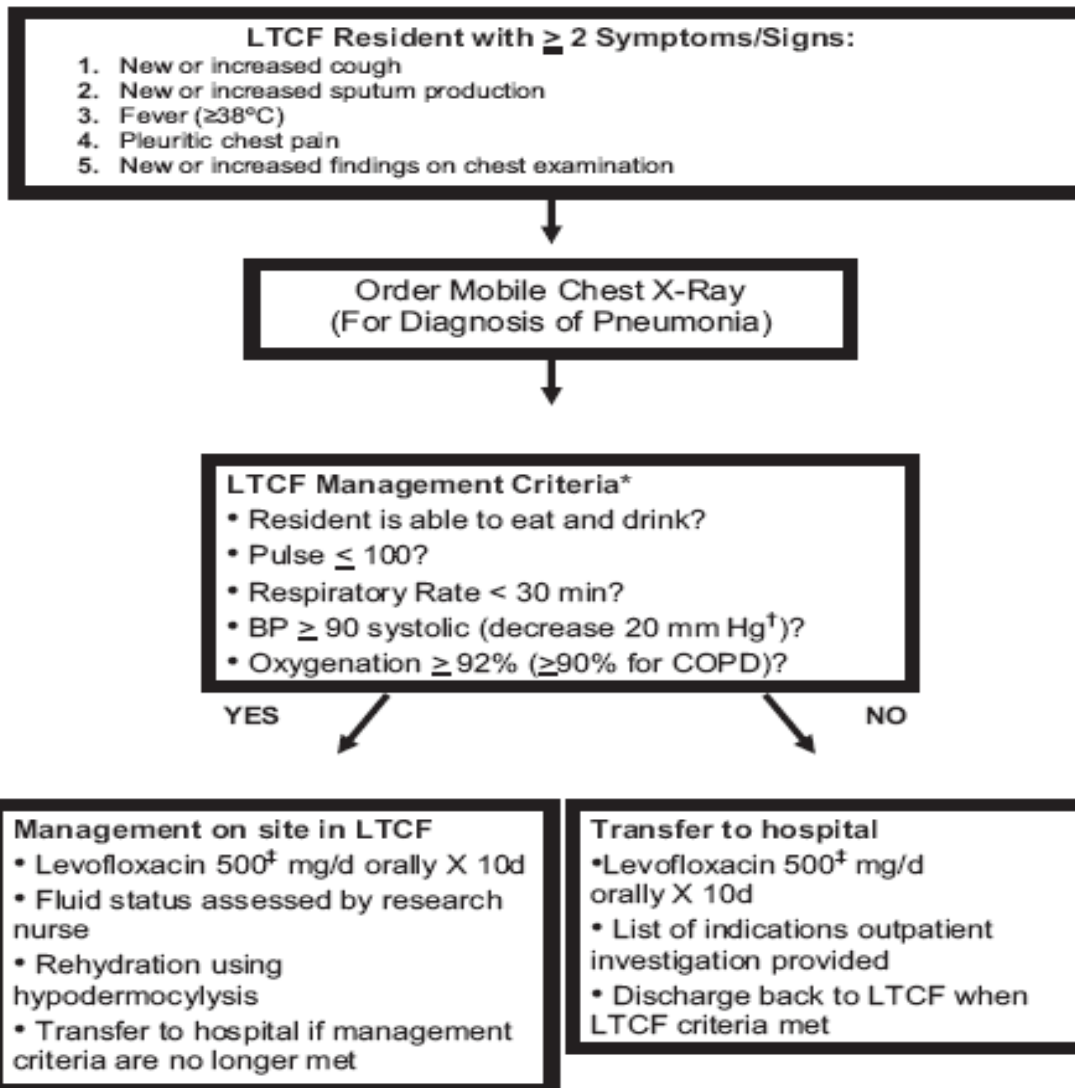 LTCF Resident with ≥ 2 Symptoms/Signs:
1. New or increased cough
2. New or increased sputum production
3. Fever (≥38ºC)
4. Pleuritic chest pain
5. New or increased findings on chest examination
Order Mobile Chest X-Ray
(For Diagnosis of Pneumonia)
LTCF Management Criteria*
• Resident is able to eat and drink?
• Pulse ≤ 100?
• Respiratory Rate < 30 min?
• BP ≥ 90 systolic (decrease 20 mm Hg†)?
• Oxygenation ≥ 92% (≥90% for COPD)?
YES
NO
Management on site in LTCF
• Levofloxacin 500‡ mg/d orally X 10d
• Fluid status assessed by research
nurse
• Rehydration using
hypodermocylysis
• Transfer to hospital if management
criteria are no longer met
Transfer to hospital
•Levofloxacin 500‡ mg/d
orally X 10d
• List of indications outpatient
investigation provided
• Discharge back to LTCF when
LTCF criteria met